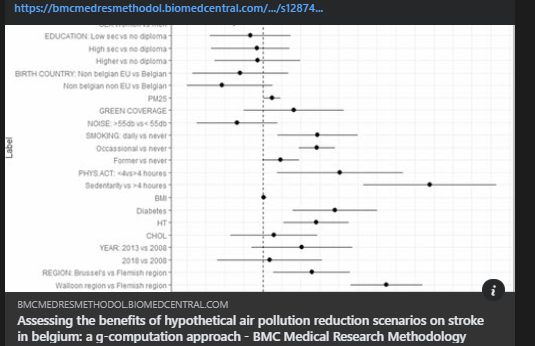 https://bmcmedresmethodol.biomedcentral.com/.../s12874...
EDUCATION: Low sec vs no diploma
High sec vs no diploma
Higher vs no diploma
BIRTH COUNTRY: Non belgian EU vs Belgian
Non belgian non EU vs Belgian
PM25
GREEN COVERAGE
NOISE: >55db vs< 55db
SMOKING: daily vs never
Occassional vs never
Former vs never
PHYS.ACT: <4vs>4 houres
Sedentarity vs >4 houres
BMI
Diabetes
HT
CHOL
YEAR: 2013 vs 2008
2018 vs 2008
REGION: Brussel's vs Flemish region
Walloon region vs Flemish region
Label
i
BMCMEDRESMETHODOL.BIOMEDCENTRAL.COM
Assessing the benefits of hypothetical air pollution reduction scenarios on stroke
in belgium: a g-computation approach - BMC Medical Research Methodology